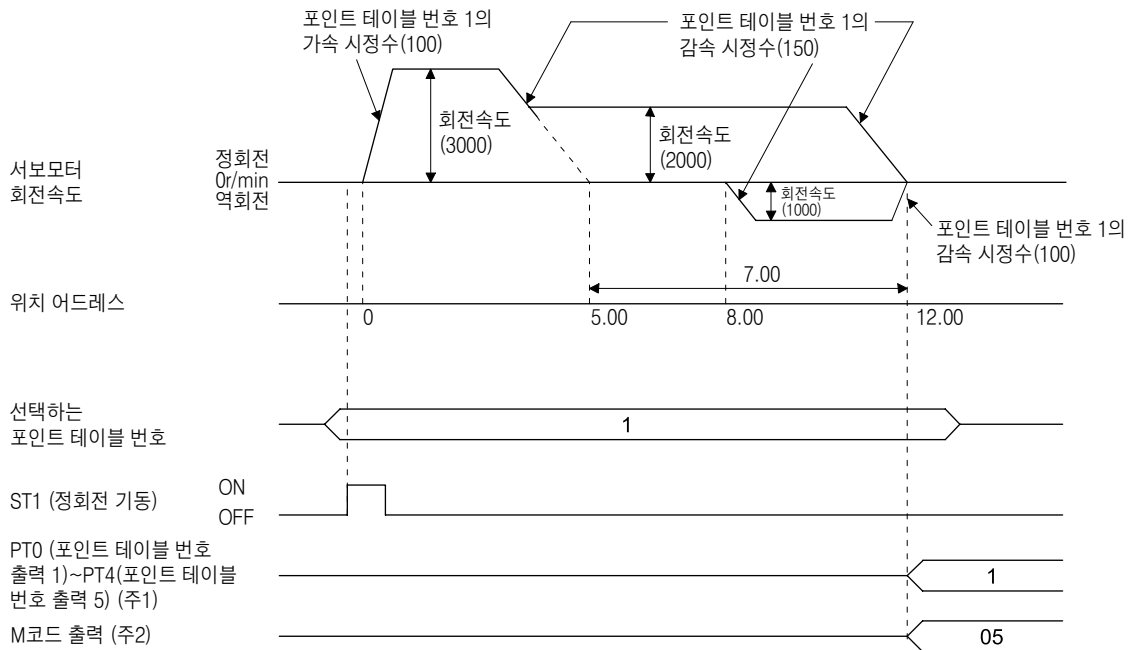 포인트 테이블 번호 1의
가속 시정수(100)
포인트 테이블 번호 1의
감속 시정수(150)
회전속도
(3000)
회전속도
(2000)
서보모터
회전속도
정회전
0r/min
역회전
회전속도
(1000)
포인트 테이블 번호 1의
감속 시정수(100)
7.00
위치 어드레스
0
5.00
8.00
12.00
선택하는
포인트 테이블 번호
1
ST1 (정회전 기동)
ON
OFF
PT0 (포인트 테이블 번호
출력 1)~PT4(포인트 테이블
번호 출력 5) (주1)
1
M코드 출력 (주2)
05